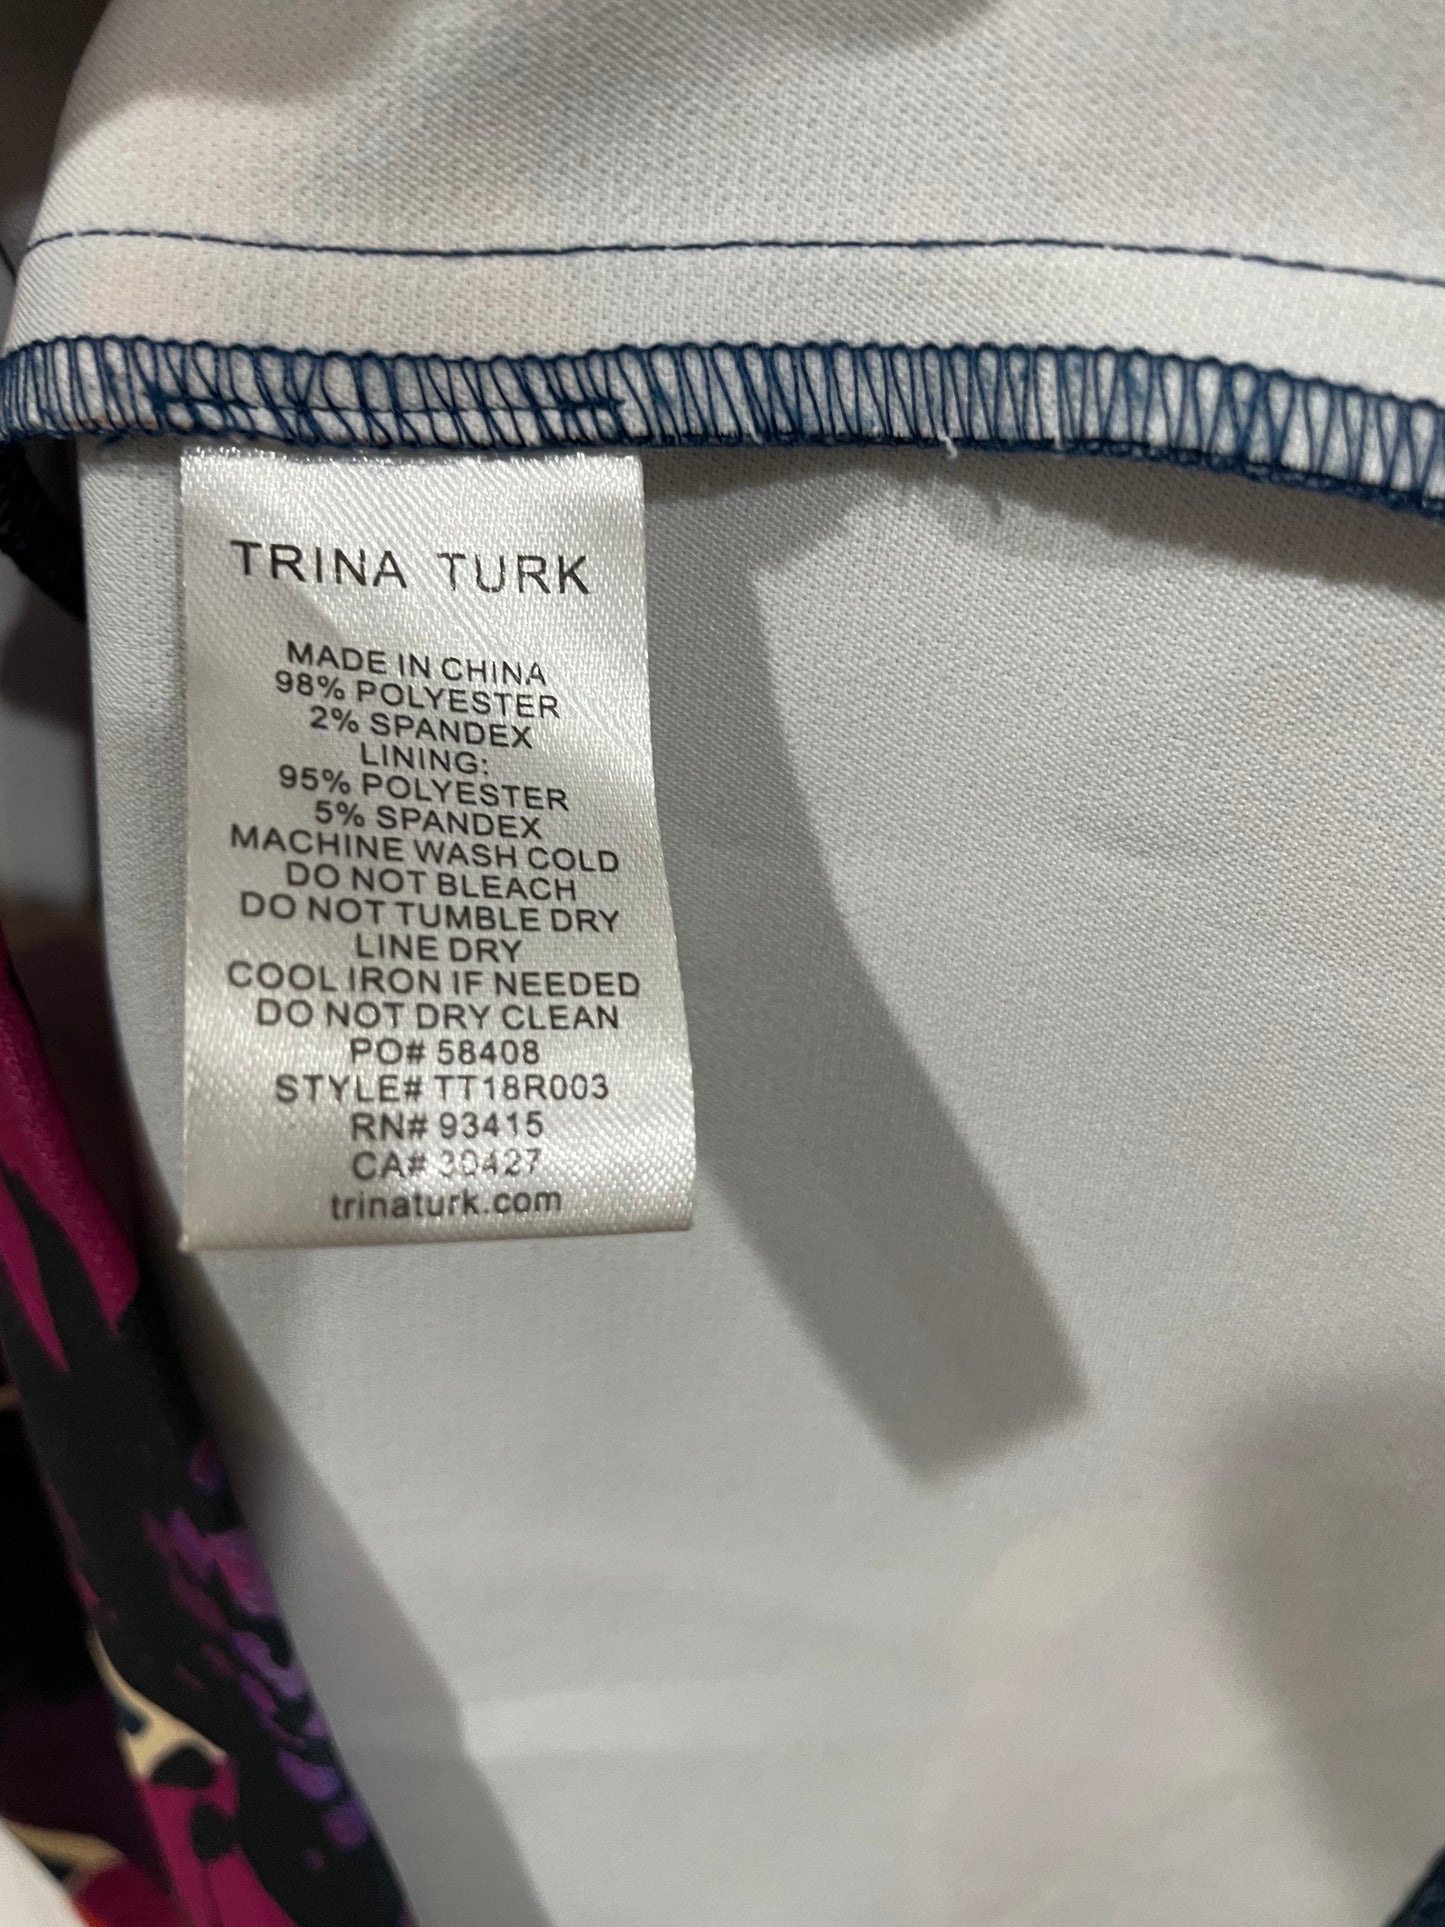 TRINA TURK
MADE IN CHINA
98% POLYESTER
2% SPANDEX
LINING:
95% POLYESTER
5% SPANDEX
MACHINE WASH COLD
DO NOT BLEACH
DO NOT TUMBLE DRY
LINE DRY
COOL IRON IF NEEDED
DO NOT DRY CLEAN
PO# 58408
STYLE# TT18R003
RN# 93415
CA# 30427
trinaturk.com